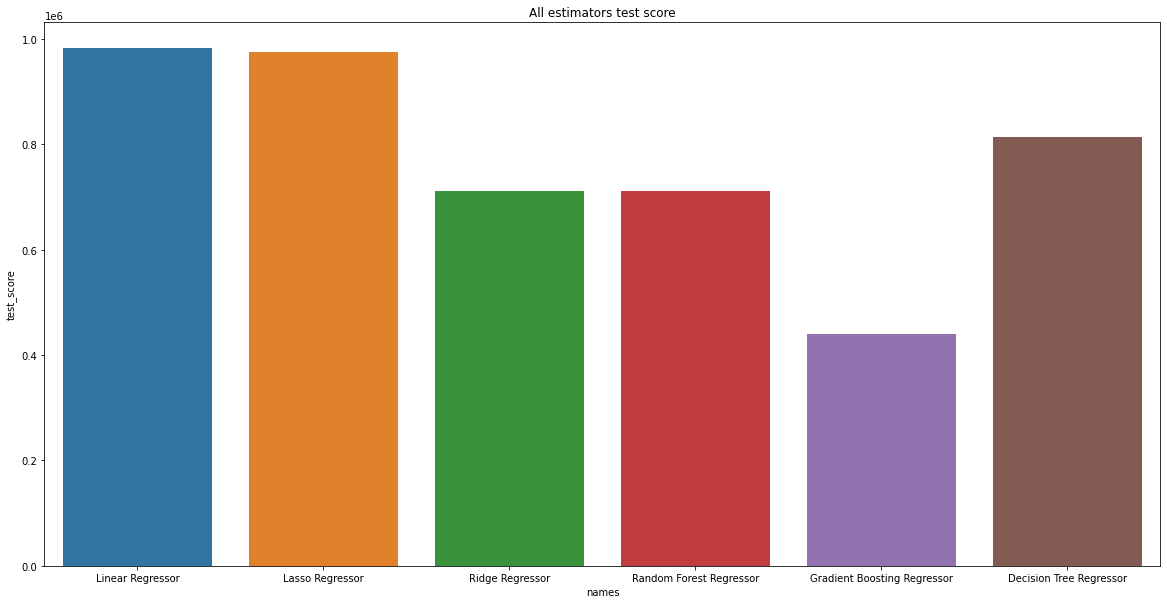 All estimators test score
1e6
1.0
0.8
0.6
0.4
0.2
0.0
test_score
Linear Regressor
Lasso Regressor
Ridge Regressor
Random Forest Regressor
Gradient Boosting Regressor
Decision Tree Regressor
names